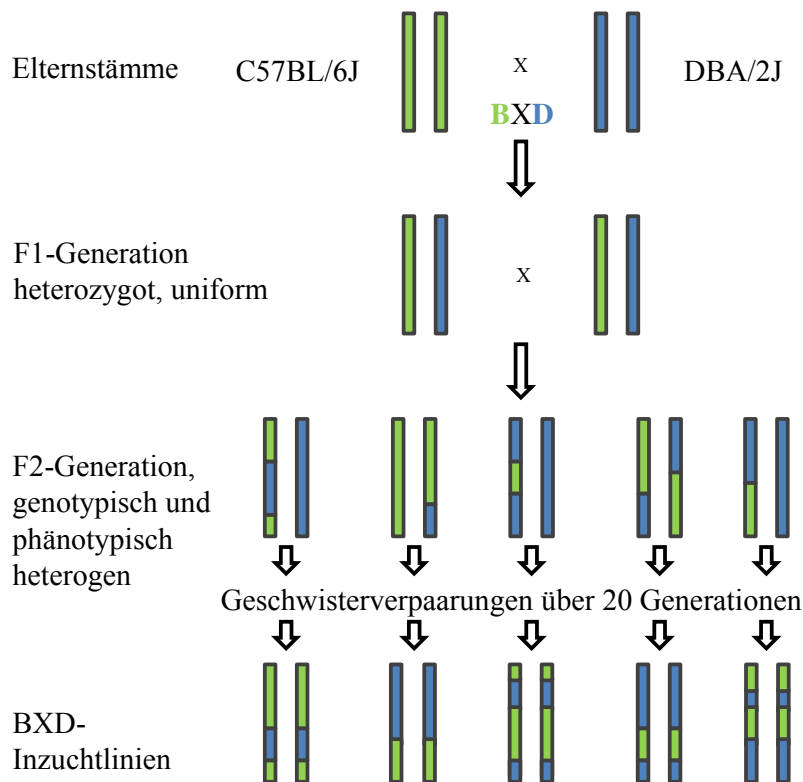 Elternstämme
C57BL/6J
X
DBA/2J
BXD
F1-Generation
heterozygot, uniform
X
F2-Generation,
genotypisch und
phänotypisch
heterogen
Geschwisterverpaarungen über 20 Generationen
BXD-
Inzuchtlinien